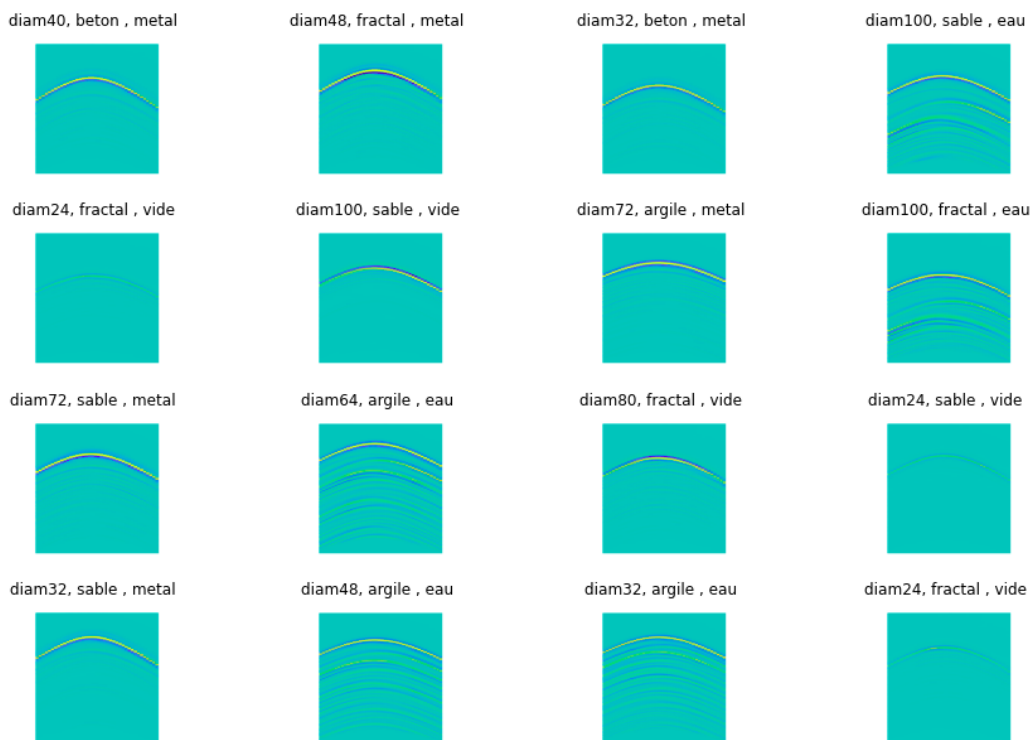 diam40, beton , metal
diam48, fractal , metal
diam32, beton , metal
diam100, sable , eau
diam24, fractal , vide
diam100, sable , vide
diam72, argile , metal
diam100, fractal , eau
diam72, sable , metal
diam64, argile , eau
diam80, fractal , vide
diam24, sable , vide
diam32, sable , metal
diam48, argile , eau
diam32, argile , eau
diam24, fractal , vide